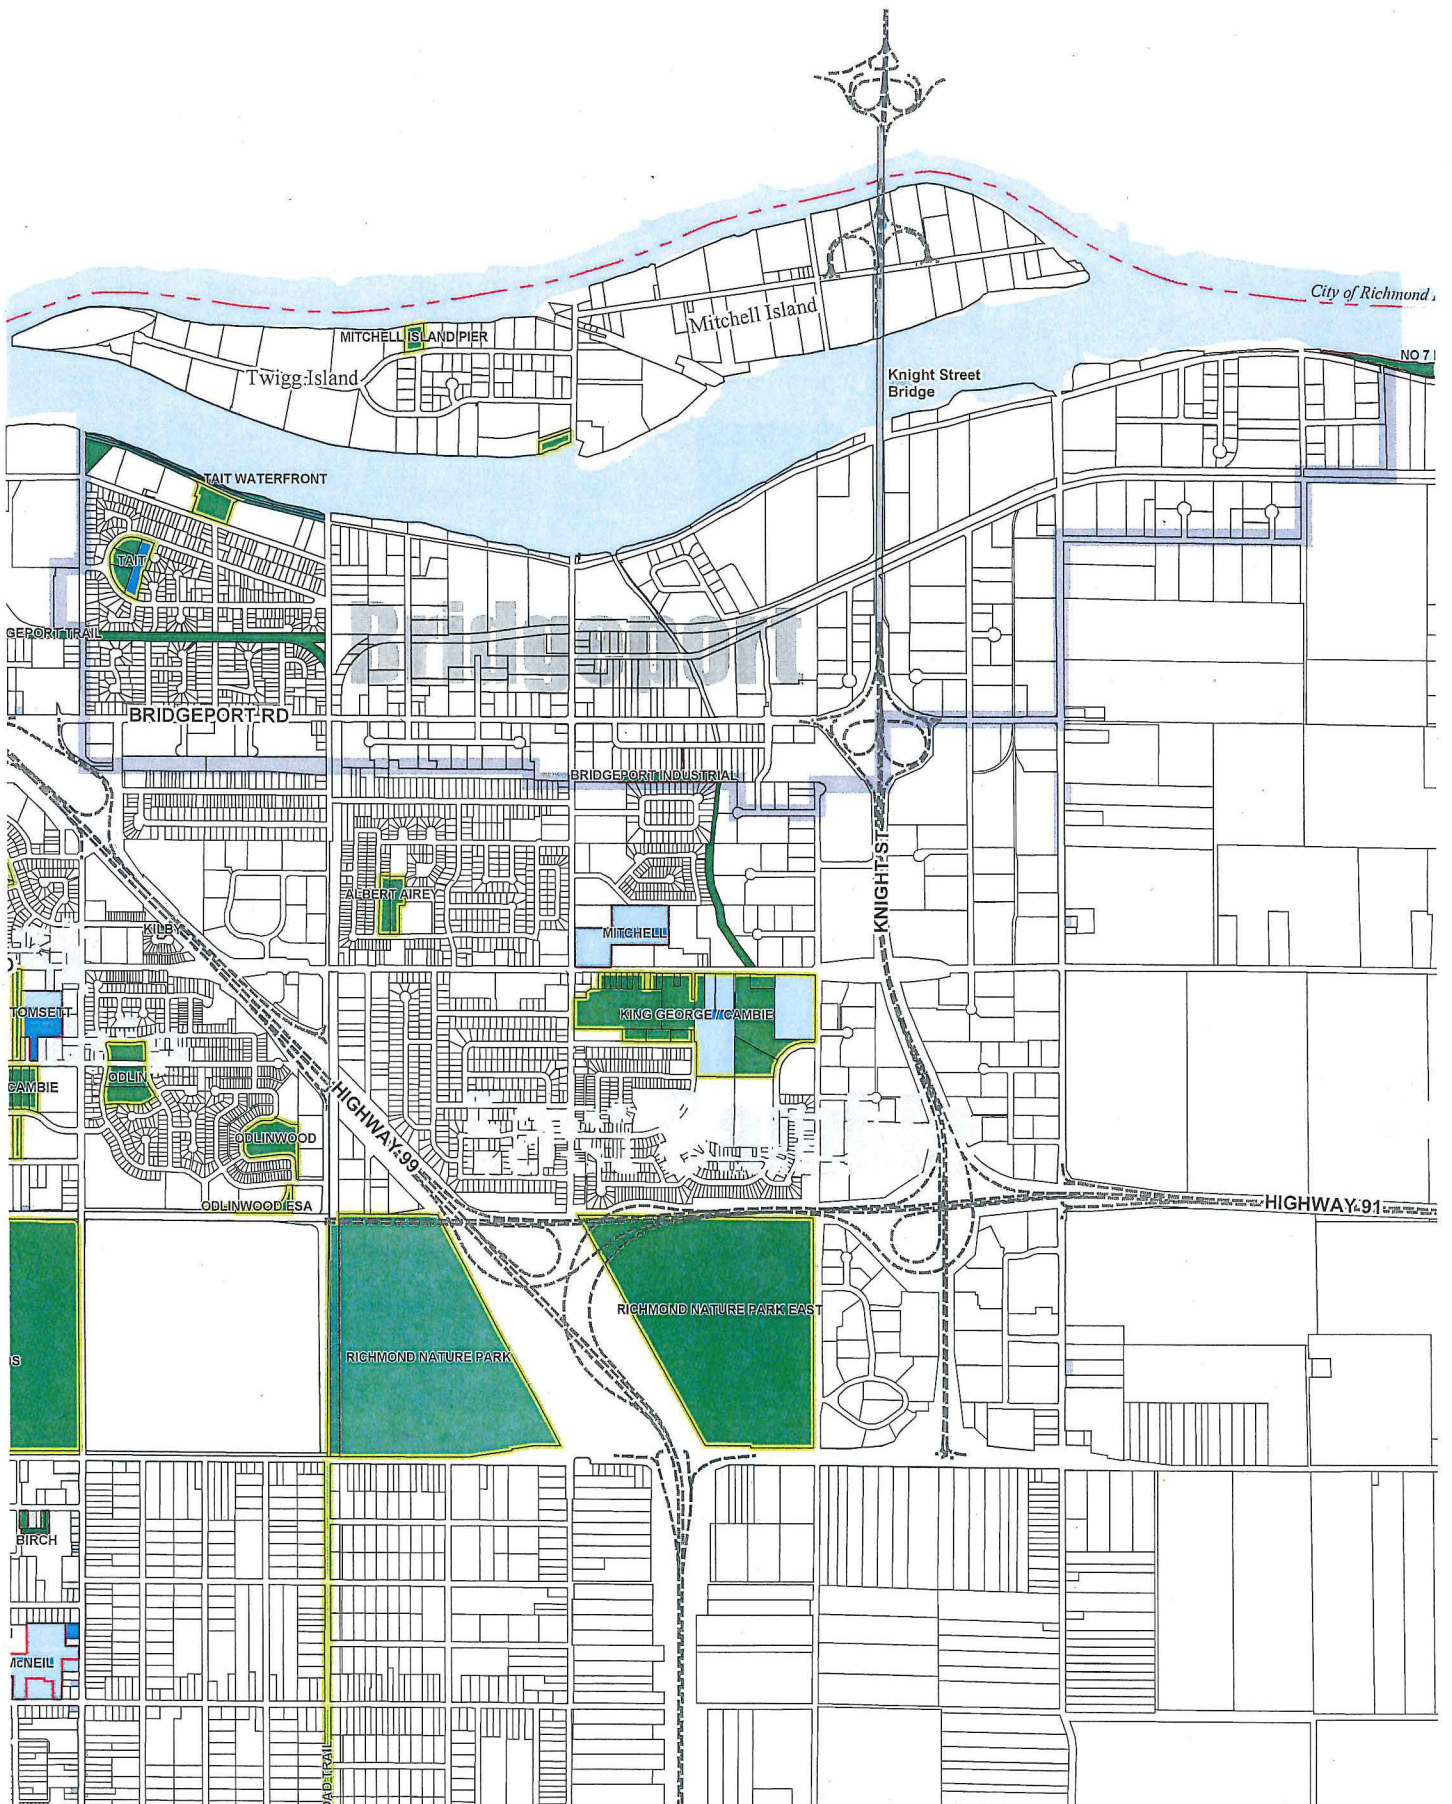 City of Richmond
MITCHELL ISLAND PIER
Mitchell Island
Twigg Island
Knight Street
Bridge
NO 7
TAIT WATERFRONT
TAIT
Bridgeport
GEPORT TRAIL
BRIDGEPORT RD
BRIDGEPORT INDUSTRIAL
KNIGHT ST
ALBERT AIREY
KILBY
MITCHELL
TOMSETT
KING GEORGE / CAMBIE
ODLIN
CAMBIE
HIGHWAY 99
ODLINWOOD
ODLINWOOD ESA
HIGHWAY 91
RICHMOND NATURE PARK EAST
RICHMOND NATURE PARK
BIRCH
McNEIL
AD TRAIL